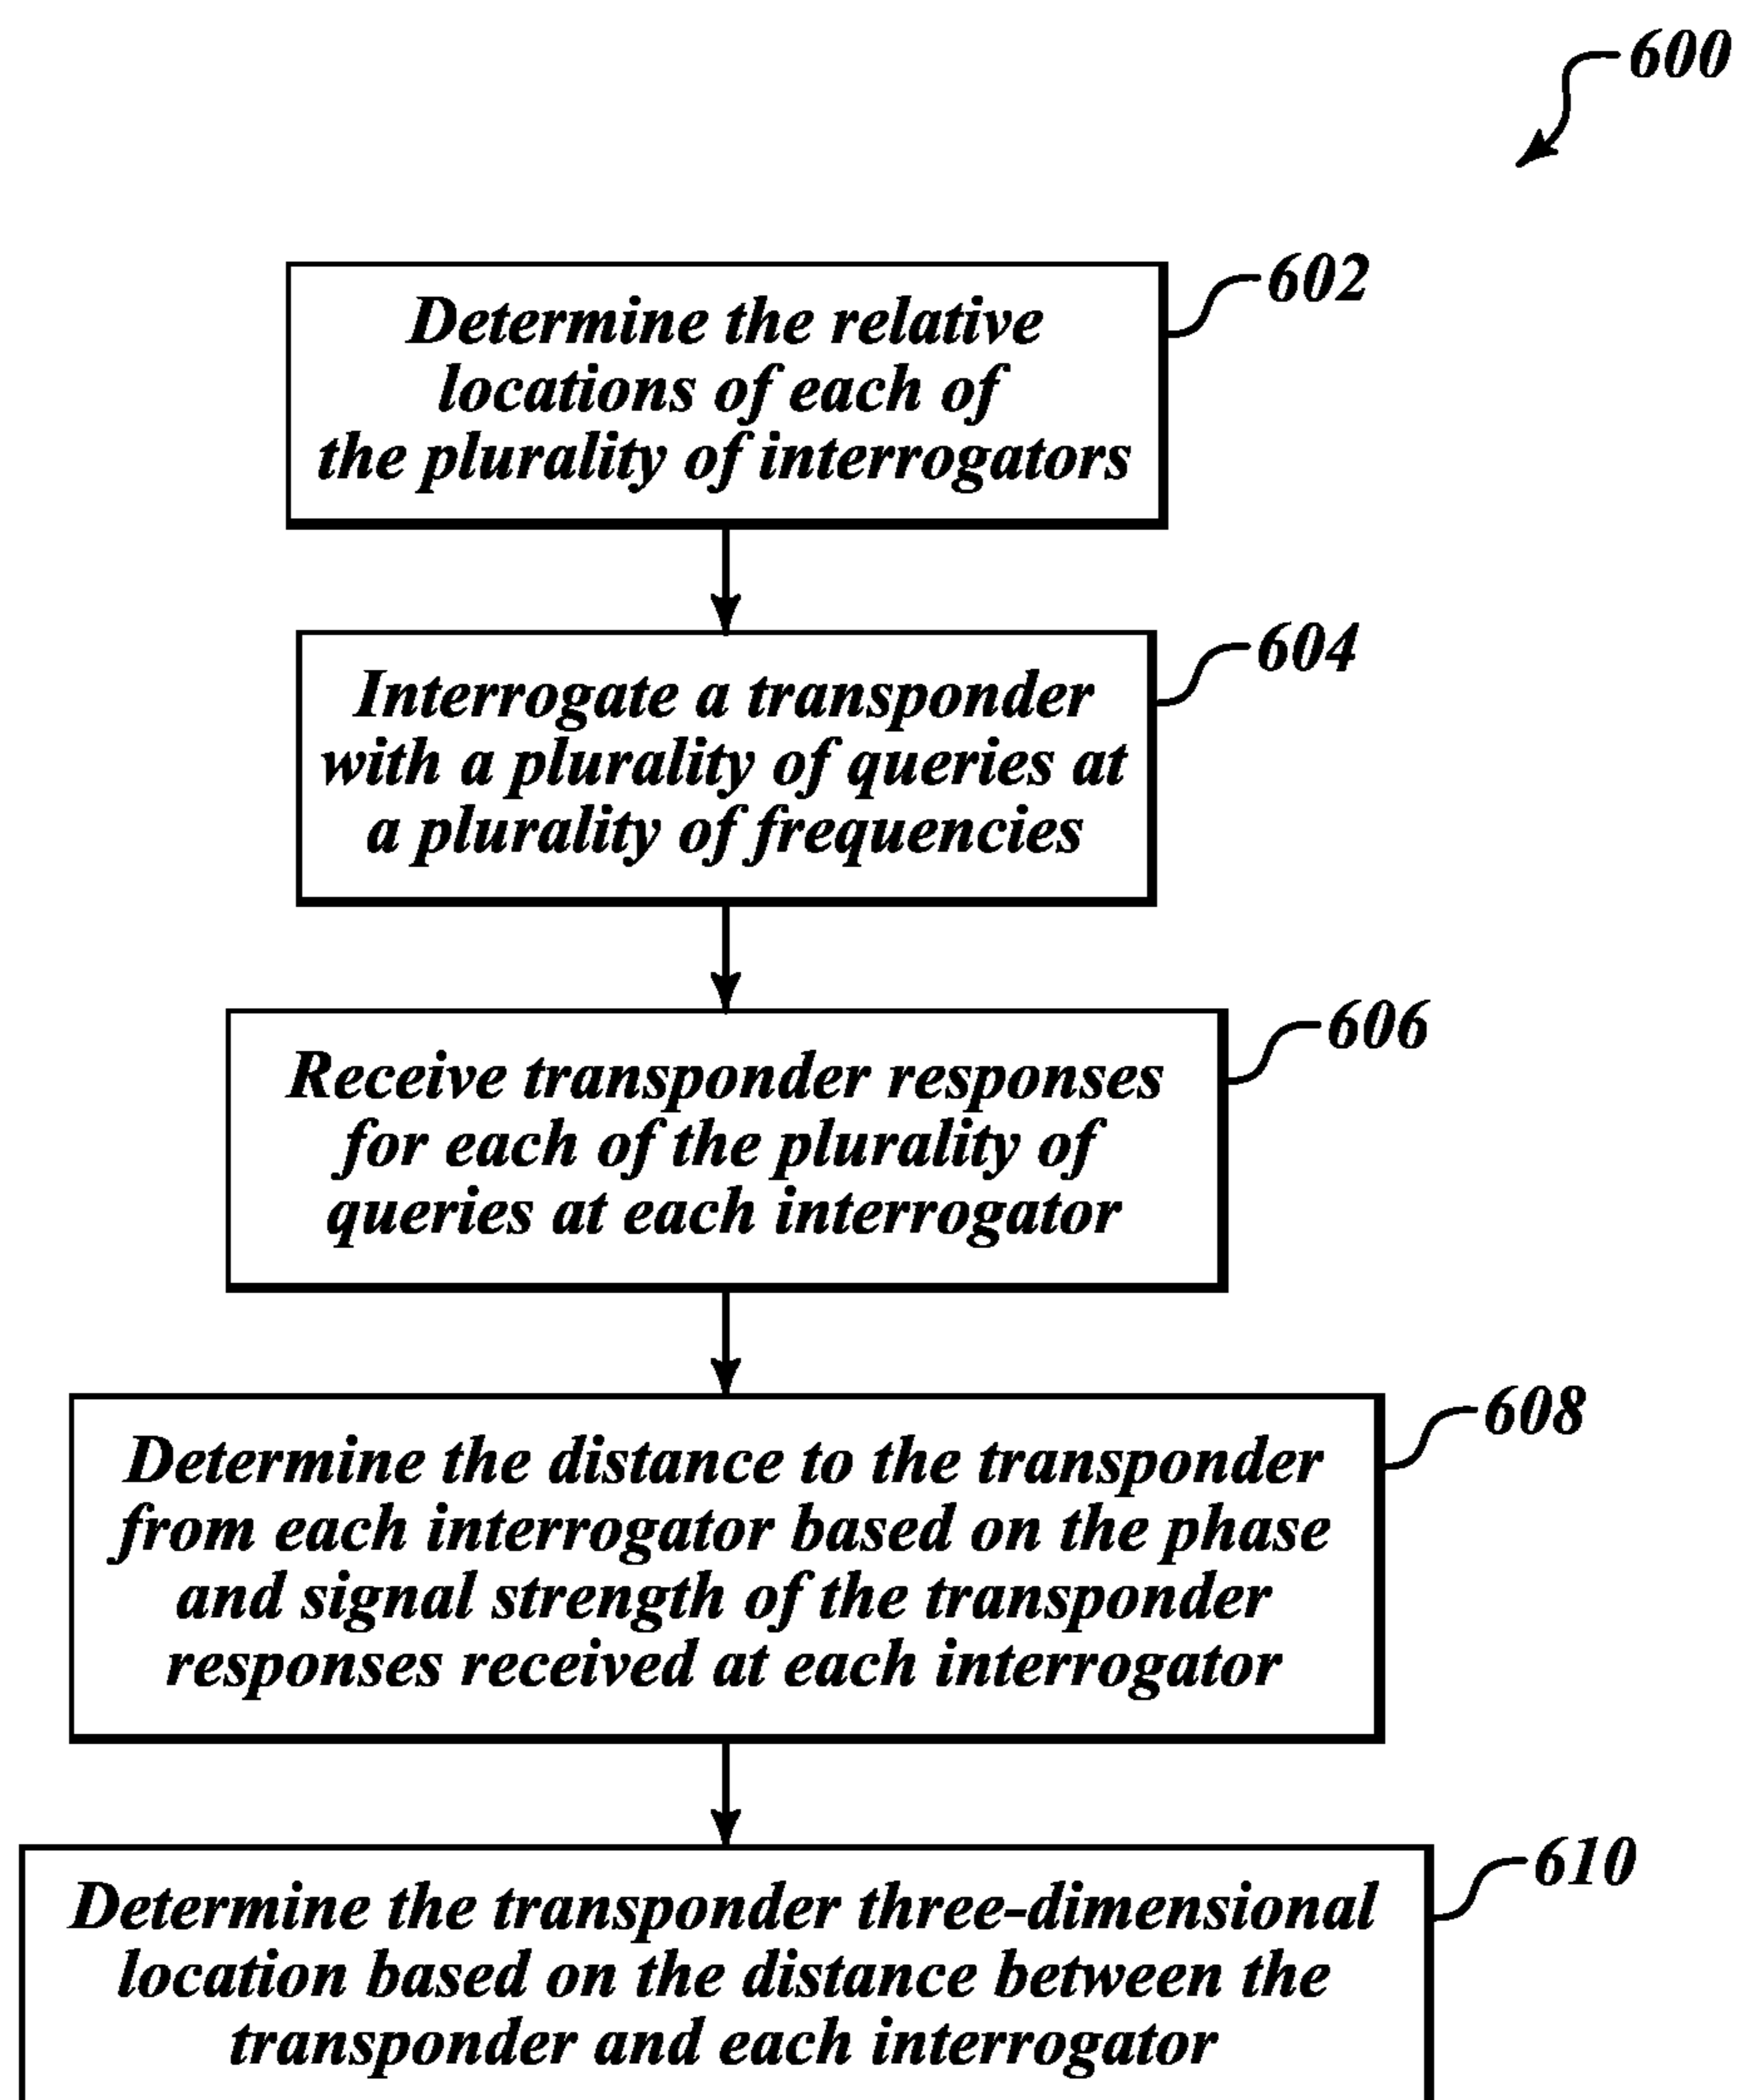 600
602
Determine the relative
locations of each of
the plurality of interrogators
604
Interrogate a transponder
with a plurality of queries at
a plurality of frequencies
606
Receive transponder responses
for each of the plurality of
queries at each interrogator
608
Determine the distance to the transponder
from each interrogator based on the phase
and signal strength of the transponder
responses received at each interrogator
610
Determine the transponder three-dimensional
location based on the distance between the
transponder and each interrogator